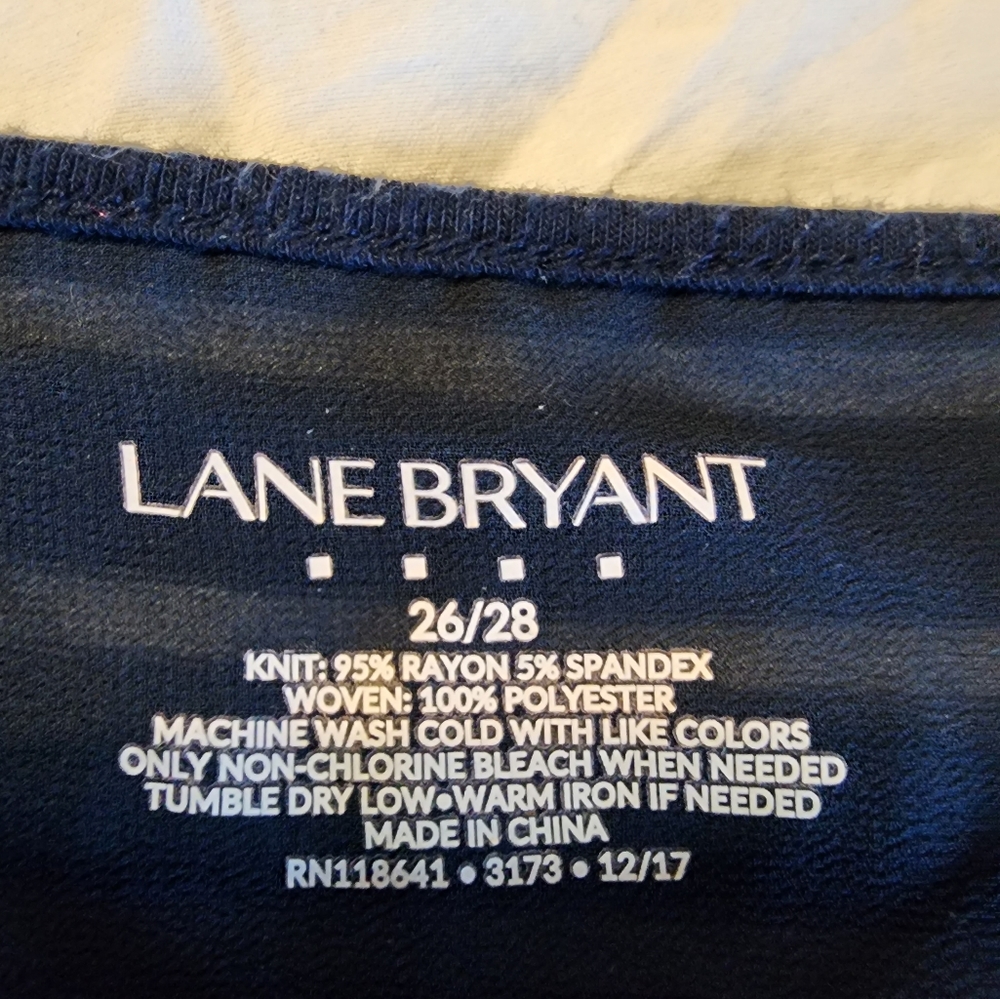 LANE BRYANT
26/28
KNIT: 95% RAYON 5% SPANDEX
WOVEN: 100% POLYESTER
MACHINE WASH COLD WITH LIKE COLORS
ONLY NON-CHLORINE BLEACH WHEN NEEDED
TUMBLE DRY LOW•WARM IRON IF NEEDED
MADE IN CHINA
RN118641 • 3173 • 12/17